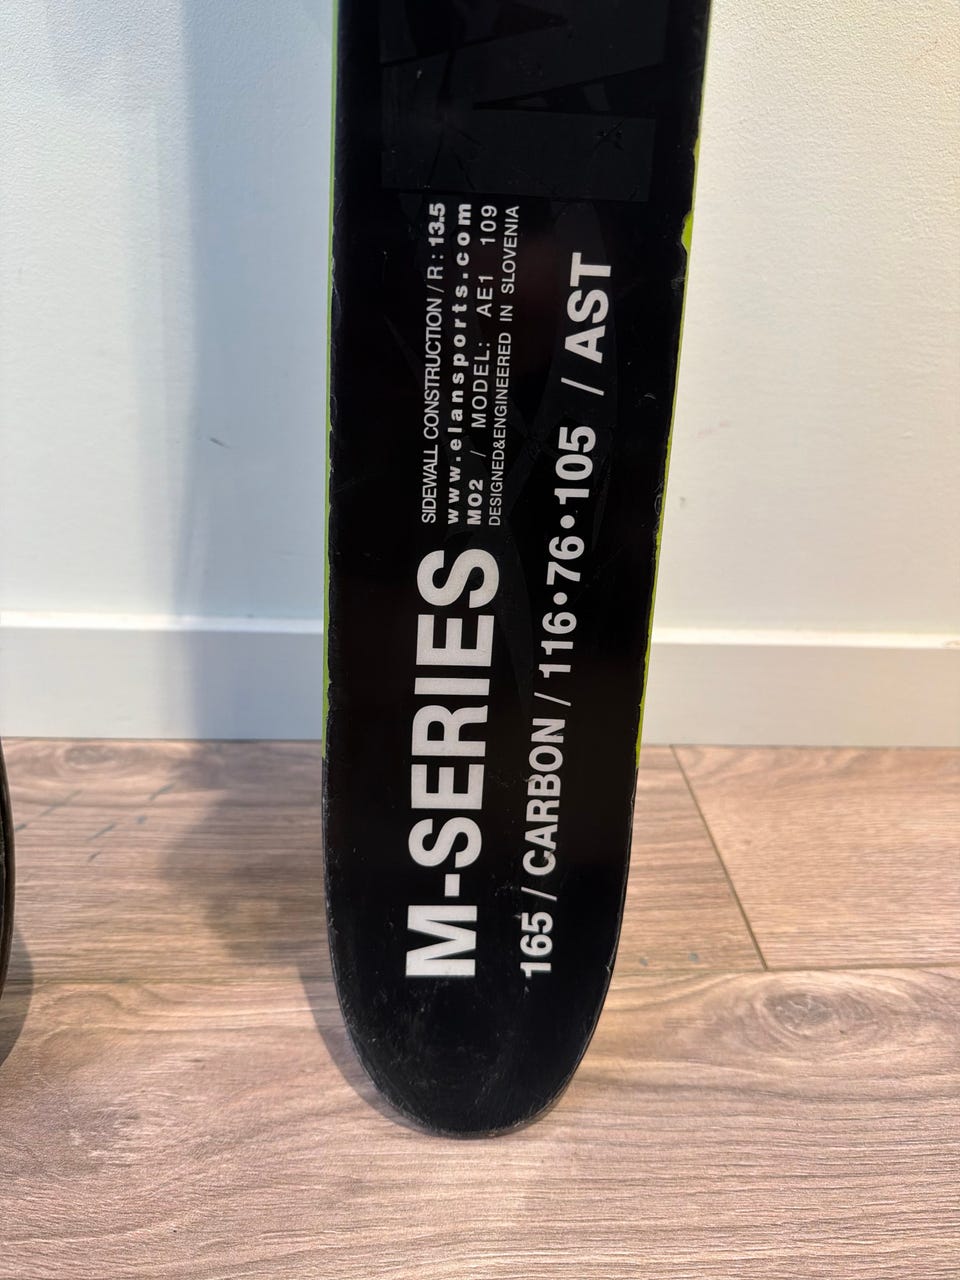 SIDEWALL CONSTRUCTION / R : 13.5
www.elansports.com
M02 / MODEL: AE1 109
DESIGNED&ENGINEERED IN SLOVENIA
M-SERIES
165 / CARBON / 116•76•105 / AST